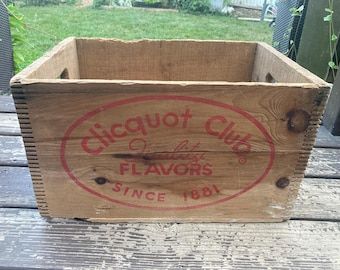 Clicquot Club®
Quality
FLAVORS
SINCE 1881